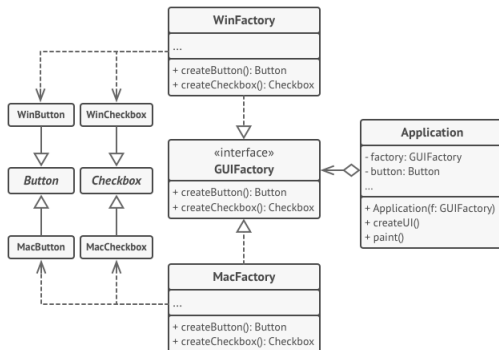 WinFactory
...
+ createButton(): Button
+ createCheckbox(): Checkbox
WinButton
WinCheckbox
Button
Checkbox
MacButton
MacCheckbox
«interface»
GUIFactory
+ createButton(): Button
+ createCheckbox(): Checkbox
Application
- factory: GUIFactory
- button: Button
...
+ Application(f: GUIFactory)
+ createUI()
+ paint()
MacFactory
...
+ createButton(): Button
+ createCheckbox(): Checkbox